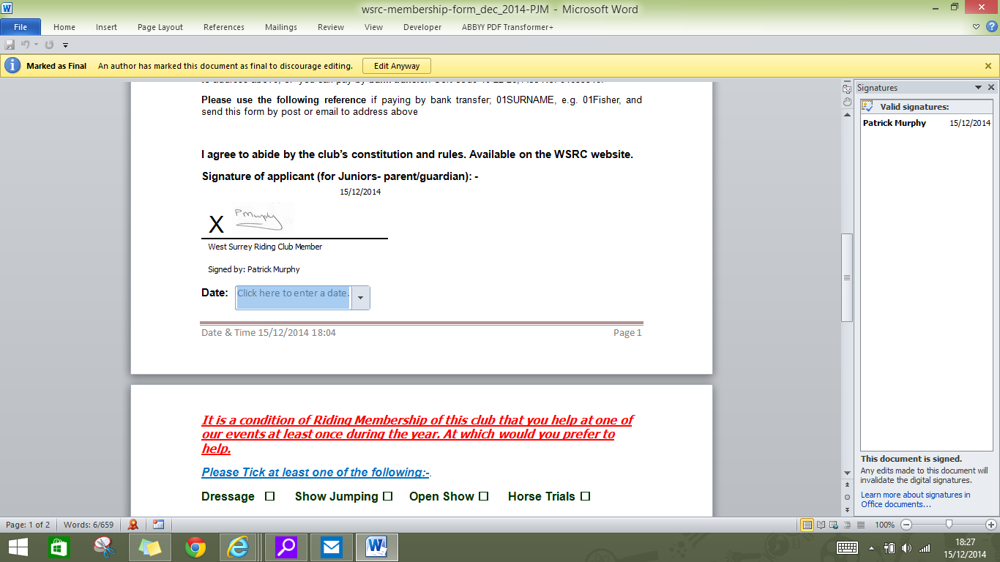 wsrc-membership-form_dec_2014-PJM - Microsoft Word
File Home Insert Page Layout References Mailings Review View Developer ABBYY PDF Transformer+
Marked as Final An author has marked this document as final to discourage editing. Edit Anyway
Please use the following reference if paying by bank transfer; 01SURNAME, e.g. 01Fisher, and
send this form by post or email to address above
I agree to abide by the club's constitution and rules. Available on the WSRC website.
Signature of applicant (for Juniors- parent/guardian): -
15/12/2014
X PMurphy
West Surrey Riding Club Member
Signed by: Patrick Murphy
Date: Click here to enter a date.
Date & Time 15/12/2014 18:04 Page 1
It is a condition of Riding Membership of this club that you help at one of
our events at least once during the year. At which would you prefer to
help.
Please Tick at least one of the following:-.
Dressage ☐ Show Jumping ☐ Open Show ☐ Horse Trials ☐
Signatures
Valid signatures:
Patrick Murphy 15/12/2014
This document is signed.
Any edits made to this document will
invalidate the digital signatures.
Learn more about signatures in
Office documents...
Page: 1 of 2 Words: 6/659 100%
18:27
15/12/2014